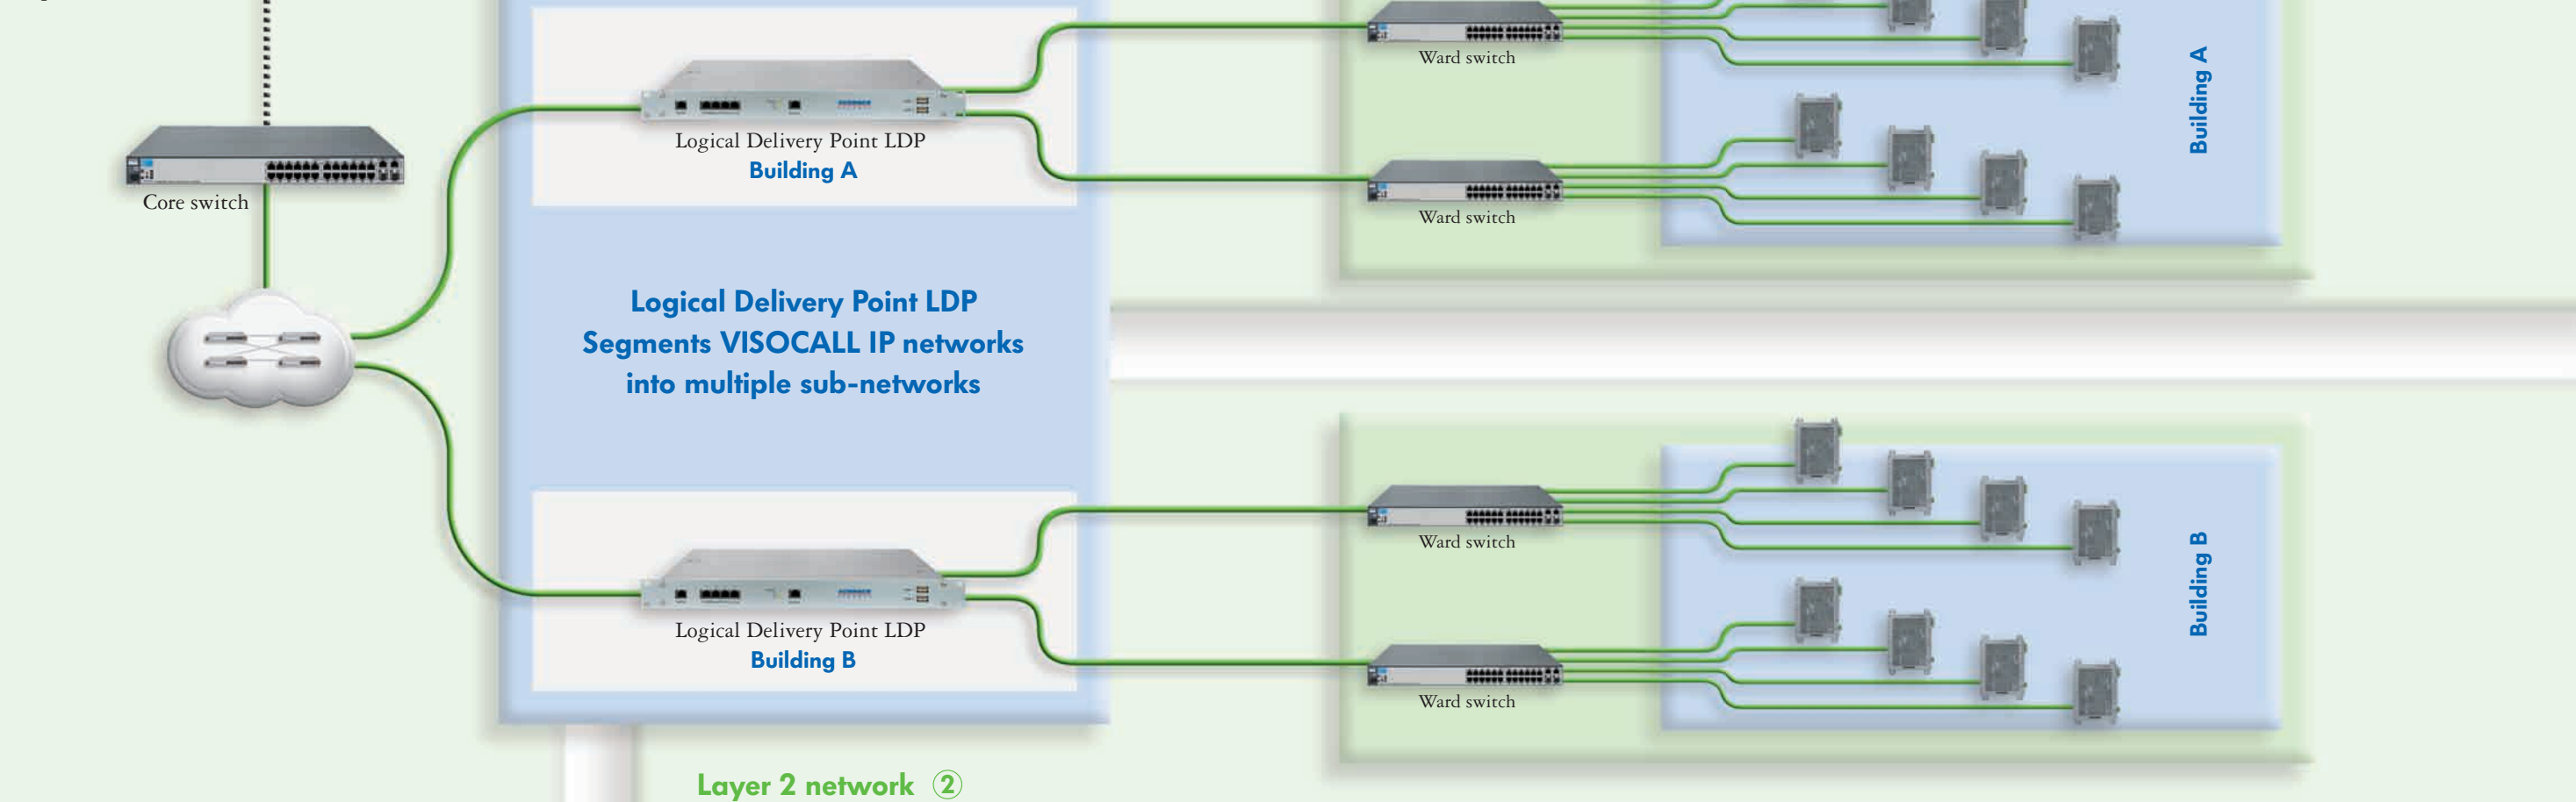 Ward switch
Building A
Logical Delivery Point LDP
Building A
Core switch
Ward switch
Logical Delivery Point LDP
Segments VISOCALL IP networks
into multiple sub-networks
Ward switch
Building B
Logical Delivery Point LDP
Building B
Ward switch
Layer 2 network ②